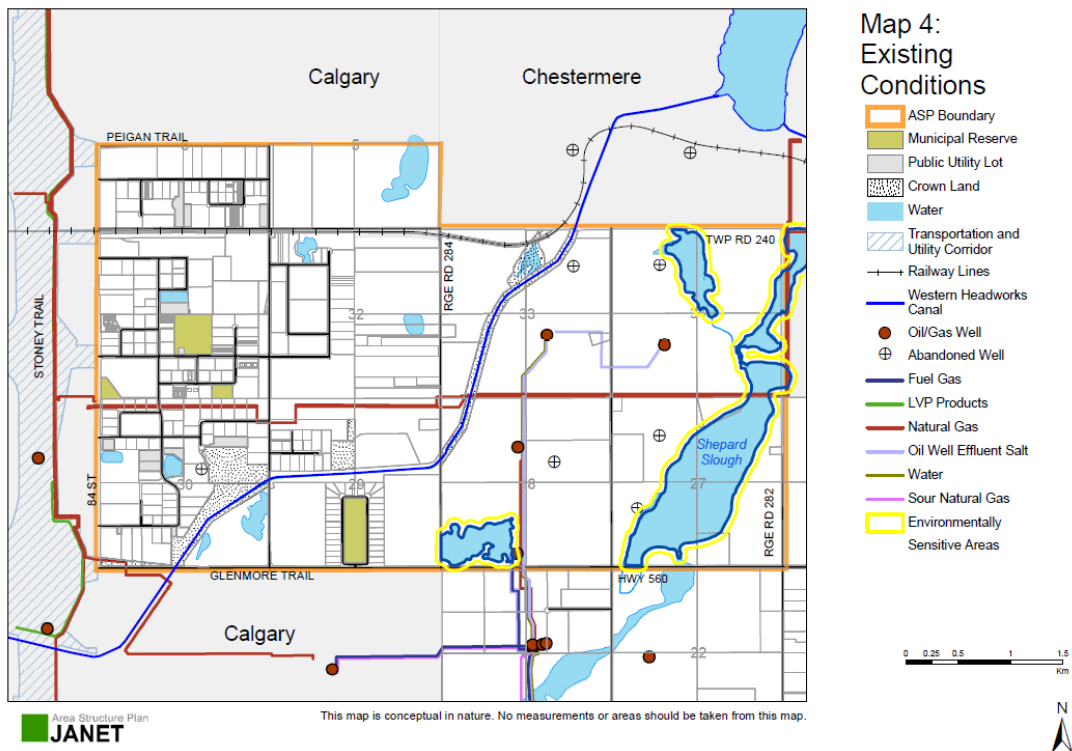 Calgary
Chestermere
PEIGAN TRAIL
5
6
TWP RD 240
RGE RD 284
STONEY TRAIL
32
33
84 ST
Shepard
Slough
30
29
28
27
RGE RD 282
GLENMORE TRAIL
HWY 560
Calgary
22
Map 4:
Existing
Conditions
ASP Boundary
Municipal Reserve
Public Utility Lot
Crown Land
Water
Transportation and
Utility Corridor
Railway Lines
Western Headworks
Canal
Oil/Gas Well
Abandoned Well
Fuel Gas
LVP Products
Natural Gas
Oil Well Effluent Salt
Water
Sour Natural Gas
Environmentally
Sensitive Areas
0 0.25 0.5 1 1.5
Km
N
Area Structure Plan
JANET
This map is conceptual in nature. No measurements or areas should be taken from this map.